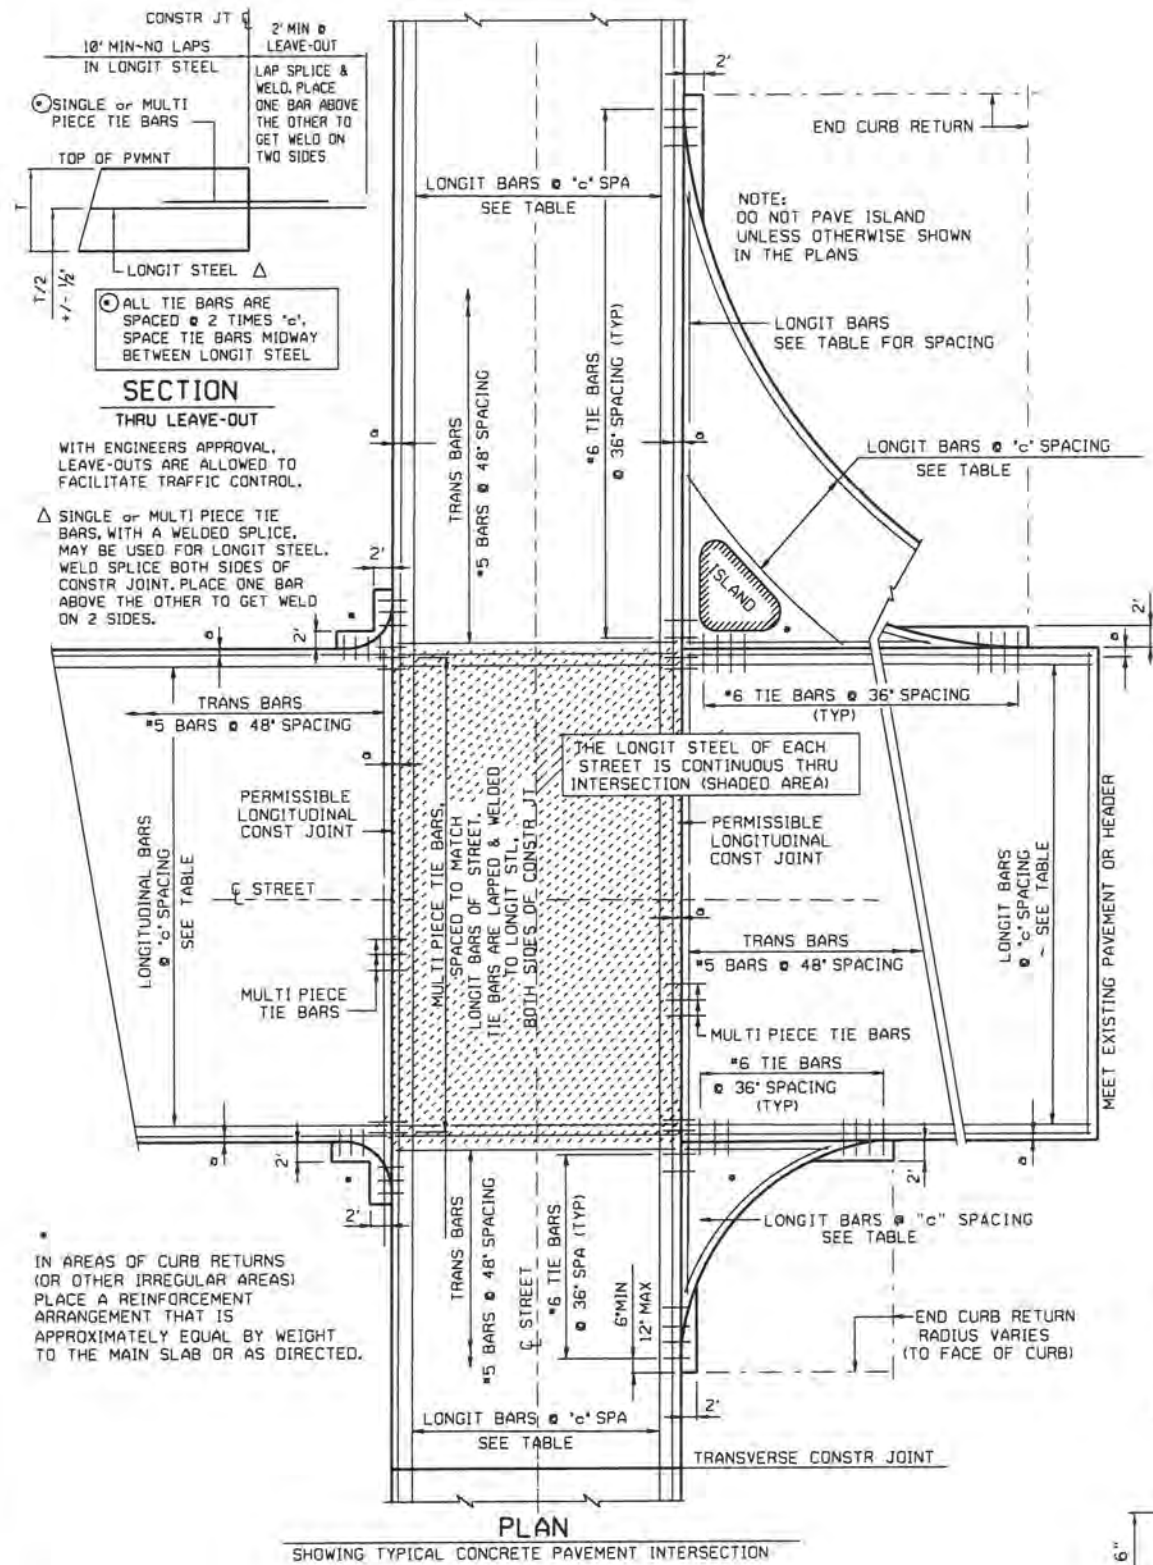 CONSTR JT ℄
10' MIN~NO LAPS
IN LONGIT STEEL
2' MIN @
LEAVE-OUT
LAP SPLICE &
WELD. PLACE
ONE BAR ABOVE
THE OTHER TO
GET WELD ON
TWO SIDES
SINGLE or MULTI
PIECE TIE BARS
TOP OF PVMNT
T
T/2
+/- 1/2"
LONGIT STEEL △
ALL TIE BARS ARE
SPACED @ 2 TIMES "c".
SPACE TIE BARS MIDWAY
BETWEEN LONGIT STEEL
SECTION
THRU LEAVE-OUT
WITH ENGINEERS APPROVAL,
LEAVE-OUTS ARE ALLOWED TO
FACILITATE TRAFFIC CONTROL.
△ SINGLE or MULTI PIECE TIE
BARS, WITH A WELDED SPLICE,
MAY BE USED FOR LONGIT STEEL.
WELD SPLICE BOTH SIDES OF
CONSTR JOINT. PLACE ONE BAR
ABOVE THE OTHER TO GET WELD
ON 2 SIDES.
LONGIT BARS @ "c" SPA
SEE TABLE
TRANS BARS
#5 BARS @ 48" SPACING
#6 TIE BARS
@ 36" SPACING (TYP)
2'
END CURB RETURN
NOTE:
DO NOT PAVE ISLAND
UNLESS OTHERWISE SHOWN
IN THE PLANS
LONGIT BARS
SEE TABLE FOR SPACING
LONGIT BARS @ "c" SPACING
SEE TABLE
ISLAND
a
a
2'
2'
*
*
a
2'
a
TRANS BARS
#5 BARS @ 48" SPACING
#6 TIE BARS @ 36" SPACING
(TYP)
THE LONGIT STEEL OF EACH
STREET IS CONTINUOUS THRU
INTERSECTION (SHADED AREA)
a
PERMISSIBLE
LONGITUDINAL
CONST JOINT
PERMISSIBLE
LONGITUDINAL
CONST JOINT
LONGITUDINAL BARS
@ "c" SPACING
SEE TABLE
℄ STREET
MULTI PIECE TIE BARS,
SPACED TO MATCH
LONGIT BARS OF STREET.
TIE BARS ARE LAPPED & WELDED
TO LONGIT STL,
BOTH SIDES OF CONSTR JT
a
TRANS BARS
#5 BARS @ 48" SPACING
LONGIT BARS
@ "c" SPACING
~ SEE TABLE
MEET EXISTING PAVEMENT OR HEADER
MULTI PIECE
TIE BARS
MULTI PIECE TIE BARS
#6 TIE BARS
@ 36" SPACING
(TYP)
a
2'
*
2'
*
2'
a
TRANS BARS
#5 BARS @ 48" SPACING
℄ STREET
#6 TIE BARS
@ 36" SPA (TYP)
6" MIN
12" MAX
LONGIT BARS @ "c" SPACING
SEE TABLE
END CURB RETURN
RADIUS VARIES
(TO FACE OF CURB)
*
IN AREAS OF CURB RETURNS
(OR OTHER IRREGULAR AREAS)
PLACE A REINFORCEMENT
ARRANGEMENT THAT IS
APPROXIMATELY EQUAL BY WEIGHT
TO THE MAIN SLAB OR AS DIRECTED.
2'
LONGIT BARS @ "c" SPA
SEE TABLE
TRANSVERSE CONSTR JOINT
PLAN
SHOWING TYPICAL CONCRETE PAVEMENT INTERSECTION
6"